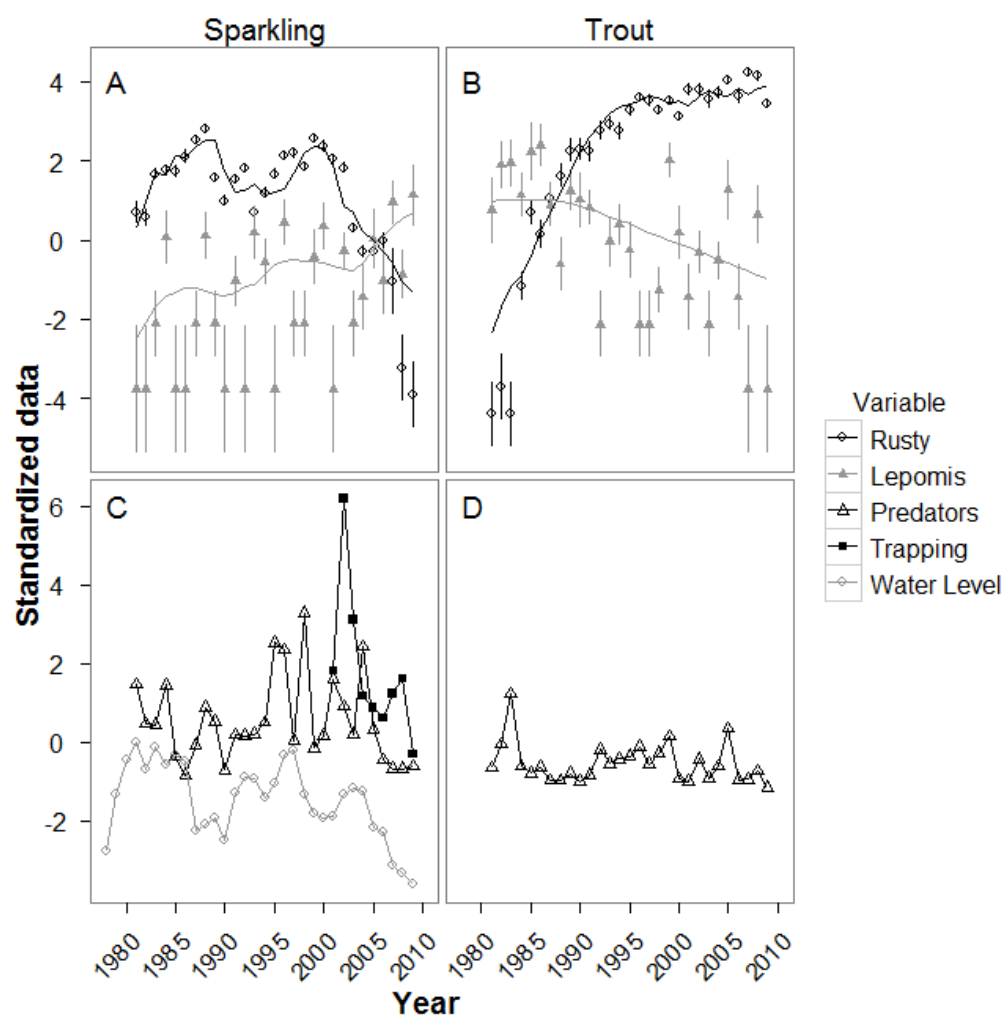 Sparkling
Trout
A
B
4
2
0
-2
-4
Standardized data
C
D
6
4
2
0
-2
1980
1985
1990
1995
2000
2005
2010
1980
1985
1990
1995
2000
2005
2010
Year
Variable
Rusty
Lepomis
Predators
Trapping
Water Level